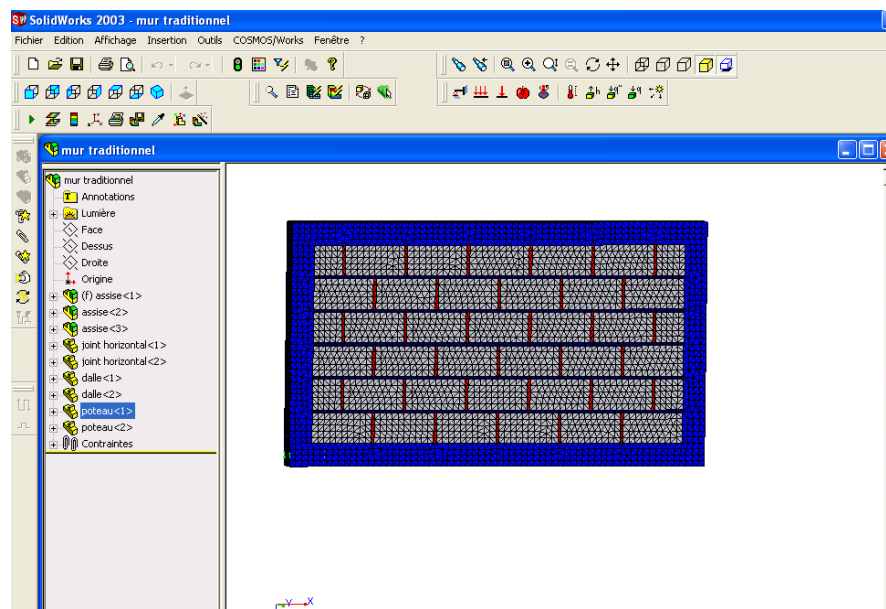 SolidWorks 2003 - mur traditionnel
Fichier Edition Affichage Insertion Outils COSMOS/Works Fenêtre ?
mur traditionnel
mur traditionnel
Annotations
Lumière
Face
Dessus
Droite
Origine
(f) assise<1>
assise<2>
assise<3>
joint horizontal<1>
joint horizontal<2>
dalle<1>
dalle<2>
poteau<1>
poteau<2>
Contraintes
Y X